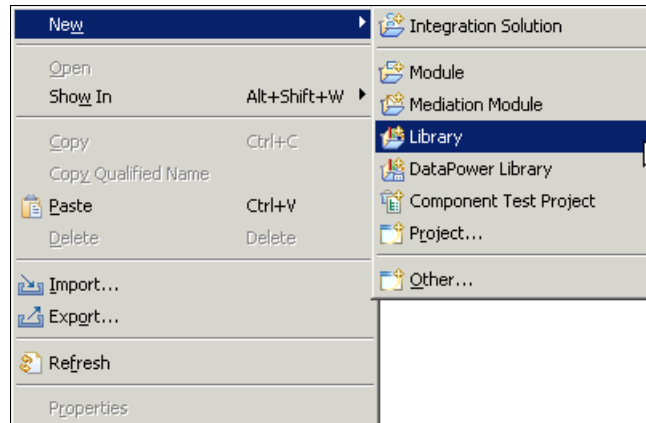 New
Open
Show In Alt+Shift+W
Copy Ctrl+C
Copy Qualified Name
Paste Ctrl+V
Delete Delete
Import...
Export...
Refresh
Properties
Integration Solution
Module
Mediation Module
Library
DataPower Library
Component Test Project
Project...
Other...